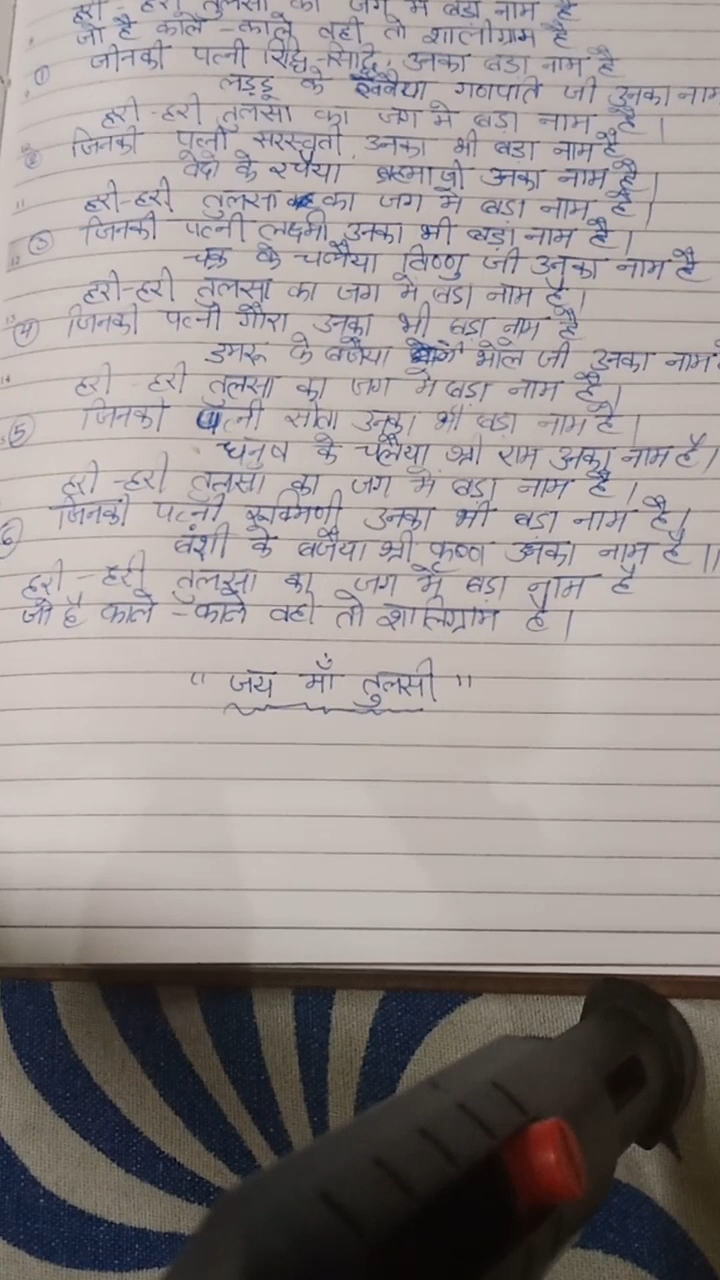 हरी - हरी तुलसा का जग मे बडा नाम है
जो है काले - काले वही तो शालीग्राम है
① जीनकी पत्नी रिद्धि-सिद्धि, उनका बडा नाम है
लड्डू के खवैया गणपति जी उनका नाम
हरी-हरी तुलसा का जग मे बड़ा नाम है।
② जिनकी पत्नी सरस्वती उनका भी बड़ा नाम है
वेदो के रचैया ब्रह्मा जी उनका नाम है।
हरी-हरी तुलसा का जग मे बड़ा नाम है।
③ जिनकी पत्नी लक्ष्मी उनका भी बड़ा नाम है।
चक्र के चलैया विष्णु जी उनका नाम है
हरी-हरी तुलसा का जग मे बडा नाम है।
④ जिनकी पत्नी गौरा उनका भी बड़ा नाम है
डमरू के बजैया भोले जी उनका नाम है
हरी - हरी तुलसा का जग मे बडा नाम है।
⑤ जिनकी पत्नी सीता उनका भी बडा नाम है।
धनुष के चलैया श्री राम उनका नाम है।
हरी-हरी तुलसा का जग मे बडा नाम है।
⑥ जिनकी पत्नी रूक्मिणी उनका भी बडा नाम है।
बंशी के बजैया श्री कृष्ण उनका नाम है॥
हरी - हरी तुलसा का जग मे बड़ा नाम है
जो है काले - काले वही तो शालिग्राम है।
" जय माँ तुलसी "